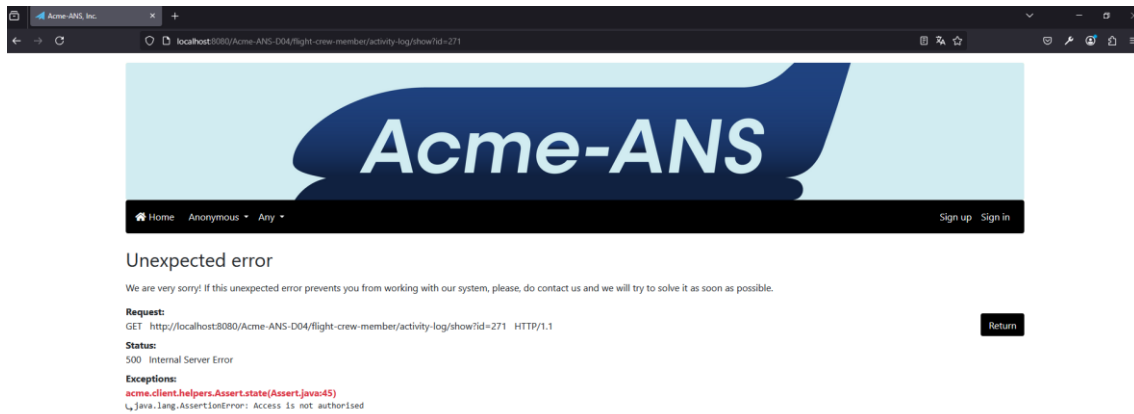 Acme-ANS, Inc.
localhost:8080/Acme-ANS-D04/flight-crew-member/activity-log/show?id=271
Acme-ANS
Home Anonymous Any Sign up Sign in
Unexpected error
We are very sorry! If this unexpected error prevents you from working with our system, please, do contact us and we will try to solve it as soon as possible.
Request:
GET http://localhost:8080/Acme-ANS-D04/flight-crew-member/activity-log/show?id=271 HTTP/1.1
Return
Status:
500 Internal Server Error
Exceptions:
acme.client.helpers.Assert.state(Assert.java:45)
java.lang.AssertionError: Access is not authorised